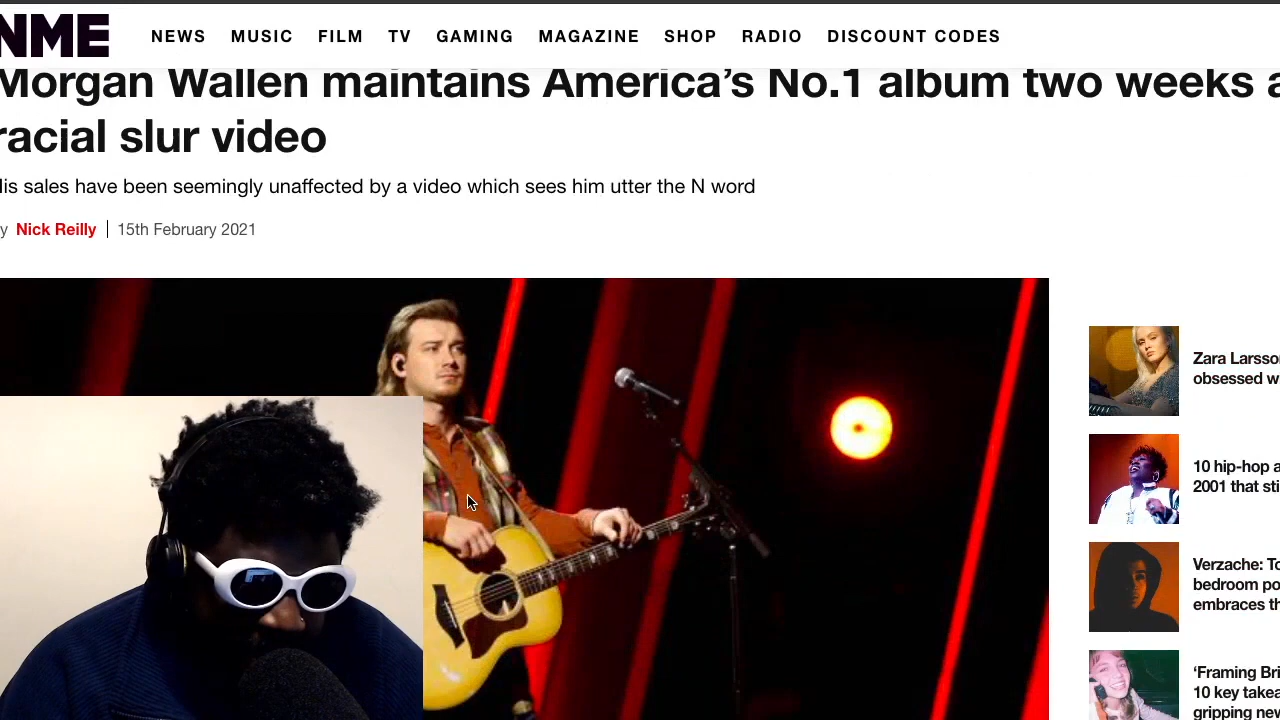 NME
NEWS MUSIC FILM TV GAMING MAGAZINE SHOP RADIO DISCOUNT CODES
Morgan Wallen maintains America's No.1 album two weeks a
racial slur video
His sales have been seemingly unaffected by a video which sees him utter the N word
y Nick Reilly | 15th February 2021
Zara Larsso
obsessed w
10 hip-hop a
2001 that sti
Verzache: To
bedroom po
embraces th
‘Framing Bri
10 key takea
gripping nev